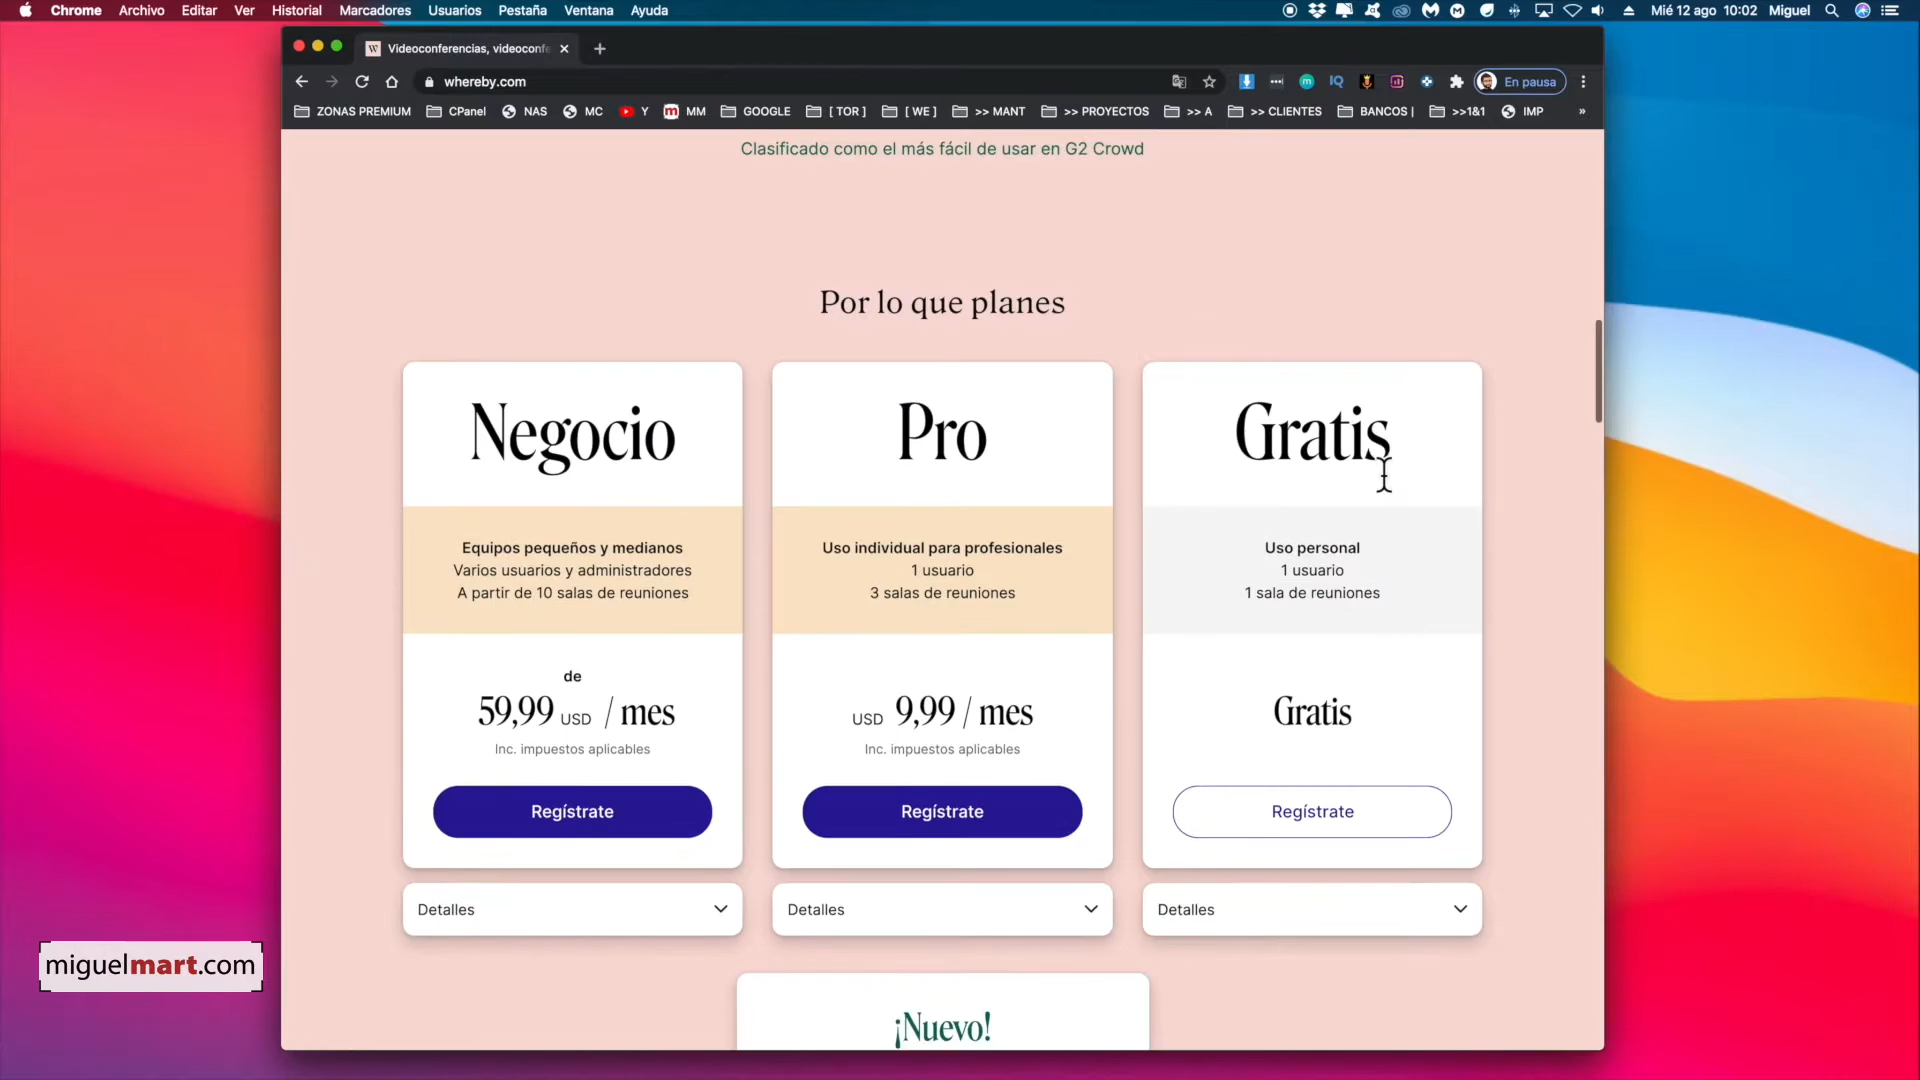 Chrome Archivo Editar Ver Historial Marcadores Usuarios Pestaña Ventana Ayuda Mié 12 ago 10:02 Miguel
Videoconferencias, videoconfe
whereby.com
En pausa
ZONAS PREMIUM CPanel NAS MC Y MM GOOGLE [ TOR ] [ WE ] >> MANT >> PROYECTOS >> A >> CLIENTES BANCOS | >>1&1 IMP »
Clasificado como el más fácil de usar en G2 Crowd
Por lo que planes
Negocio
Equipos pequeños y medianos
Varios usuarios y administradores
A partir de 10 salas de reuniones
de
59,99 USD / mes
Inc. impuestos aplicables
Regístrate
Detalles
Pro
Uso individual para profesionales
1 usuario
3 salas de reuniones
USD 9,99 / mes
Inc. impuestos aplicables
Regístrate
Detalles
Gratis
Uso personal
1 usuario
1 sala de reuniones
Gratis
Regístrate
Detalles
¡Nuevo!
miguelmart.com